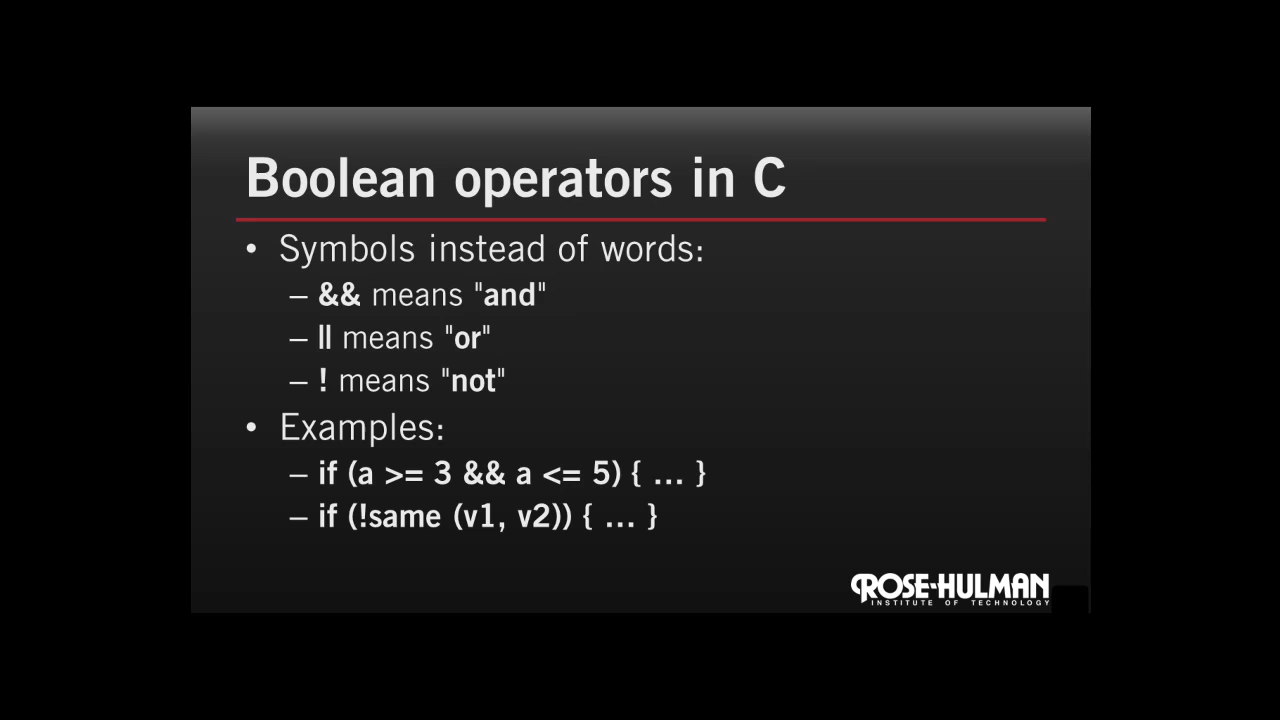 Boolean operators in C
• Symbols instead of words:
– && means "and"
– || means "or"
– ! means "not"
• Examples:
– if (a >= 3 && a <= 5) { ... }
– if (!same (v1, v2)) { ... }
ROSE-HULMAN
INSTITUTE OF TECHNOLOGY